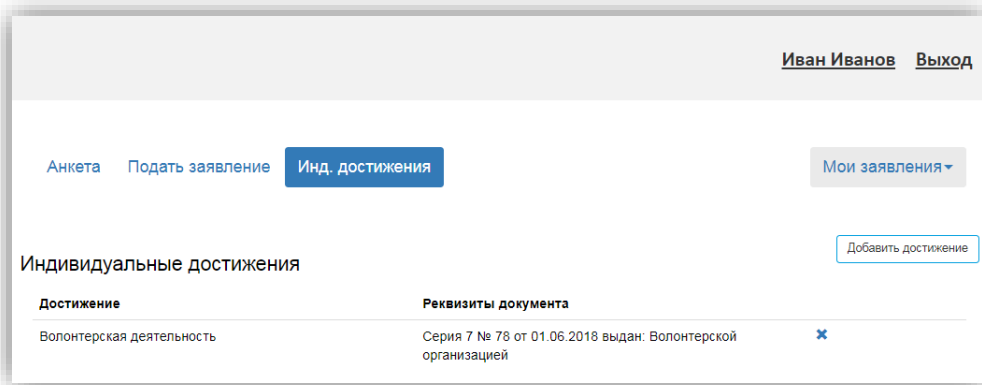 Иван Иванов Выход
Анкета Подать заявление Инд. достижения Мои заявления
Добавить достижение
Индивидуальные достижения
Достижение Реквизиты документа
Волонтерская деятельность Серия 7 № 78 от 01.06.2018 выдан: Волонтерской
организацией